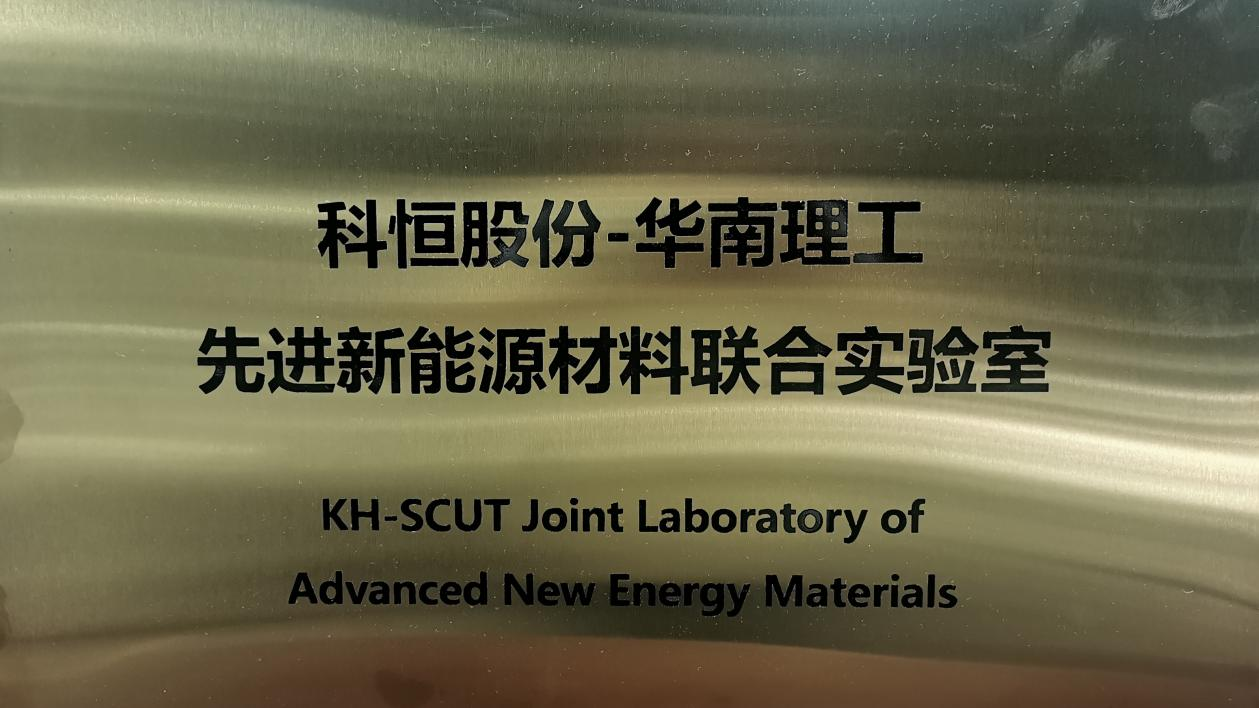 科恒股份-华南理工
先进新能源材料联合实验室
KH-SCUT Joint Laboratory of
Advanced New Energy Materials